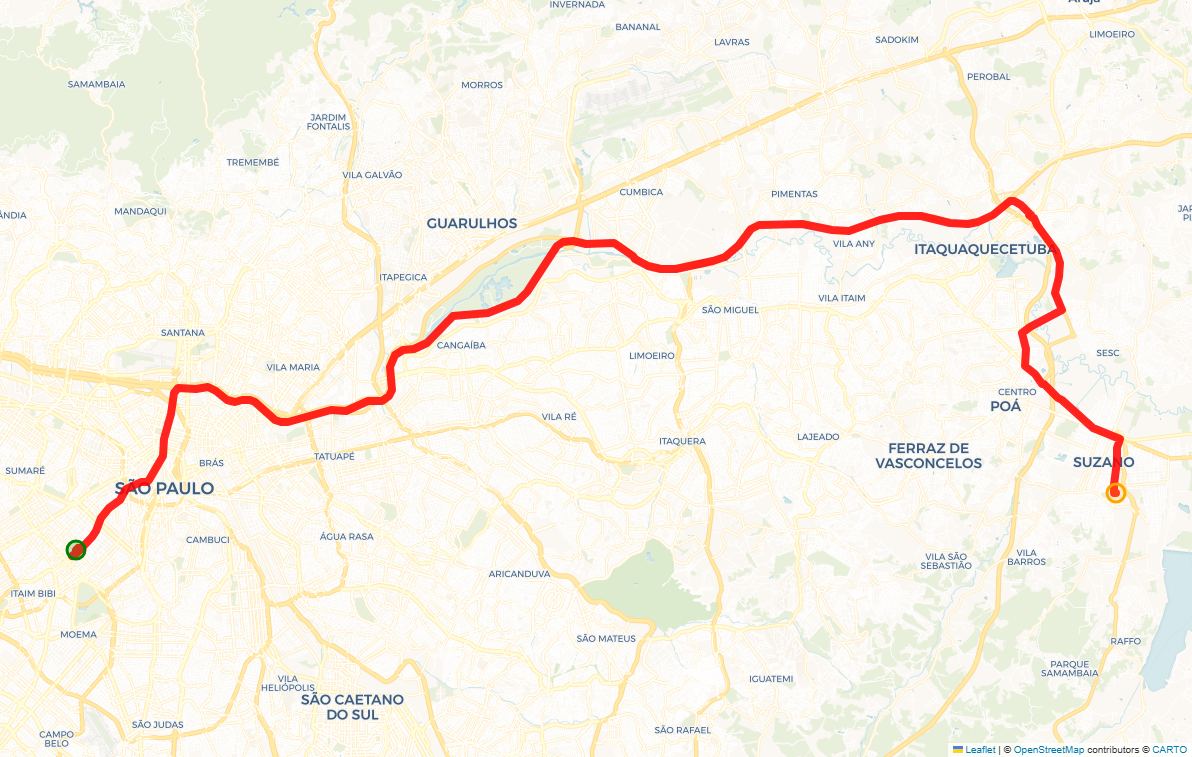 INVERNADA
Arujá
BANANAL
LIMOEIRO
LAVRAS
SADOKIM
PEROBAL
SAMAMBAIA
MORROS
JARDIM
FONTALIS
TREMEMBÉ
VILA GALVÃO
CUMBICA
PIMENTAS
MANDAQUI
GUARULHOS
VILA ANY
ITAQUAQUECETUBA
ITAPEGICA
VILA ITAIM
SÃO MIGUEL
SANTANA
CANGAÍBA
LIMOEIRO
SESC
VILA MARIA
CENTRO
POÁ
VILA RÉ
ITAQUERA
LAJEADO
FERRAZ DE
VASCONCELOS
SUZANO
SUMARÉ
BRÁS
TATUAPÉ
SÃO PAULO
CAMBUCI
ÁGUA RASA
VILA SÃO
SEBASTIÃO
VILA
BARROS
ARICANDUVA
ITAIM BIBI
MOEMA
SÃO MATEUS
RAFFO
PARQUE
SAMAMBAIA
VILA
HELIÓPOLIS
IGUATEMI
SÃO CAETANO
DO SUL
SÃO JUDAS
SÃO RAFAEL
CAMPO
BELO
Leaflet | © OpenStreetMap contributors © CARTO